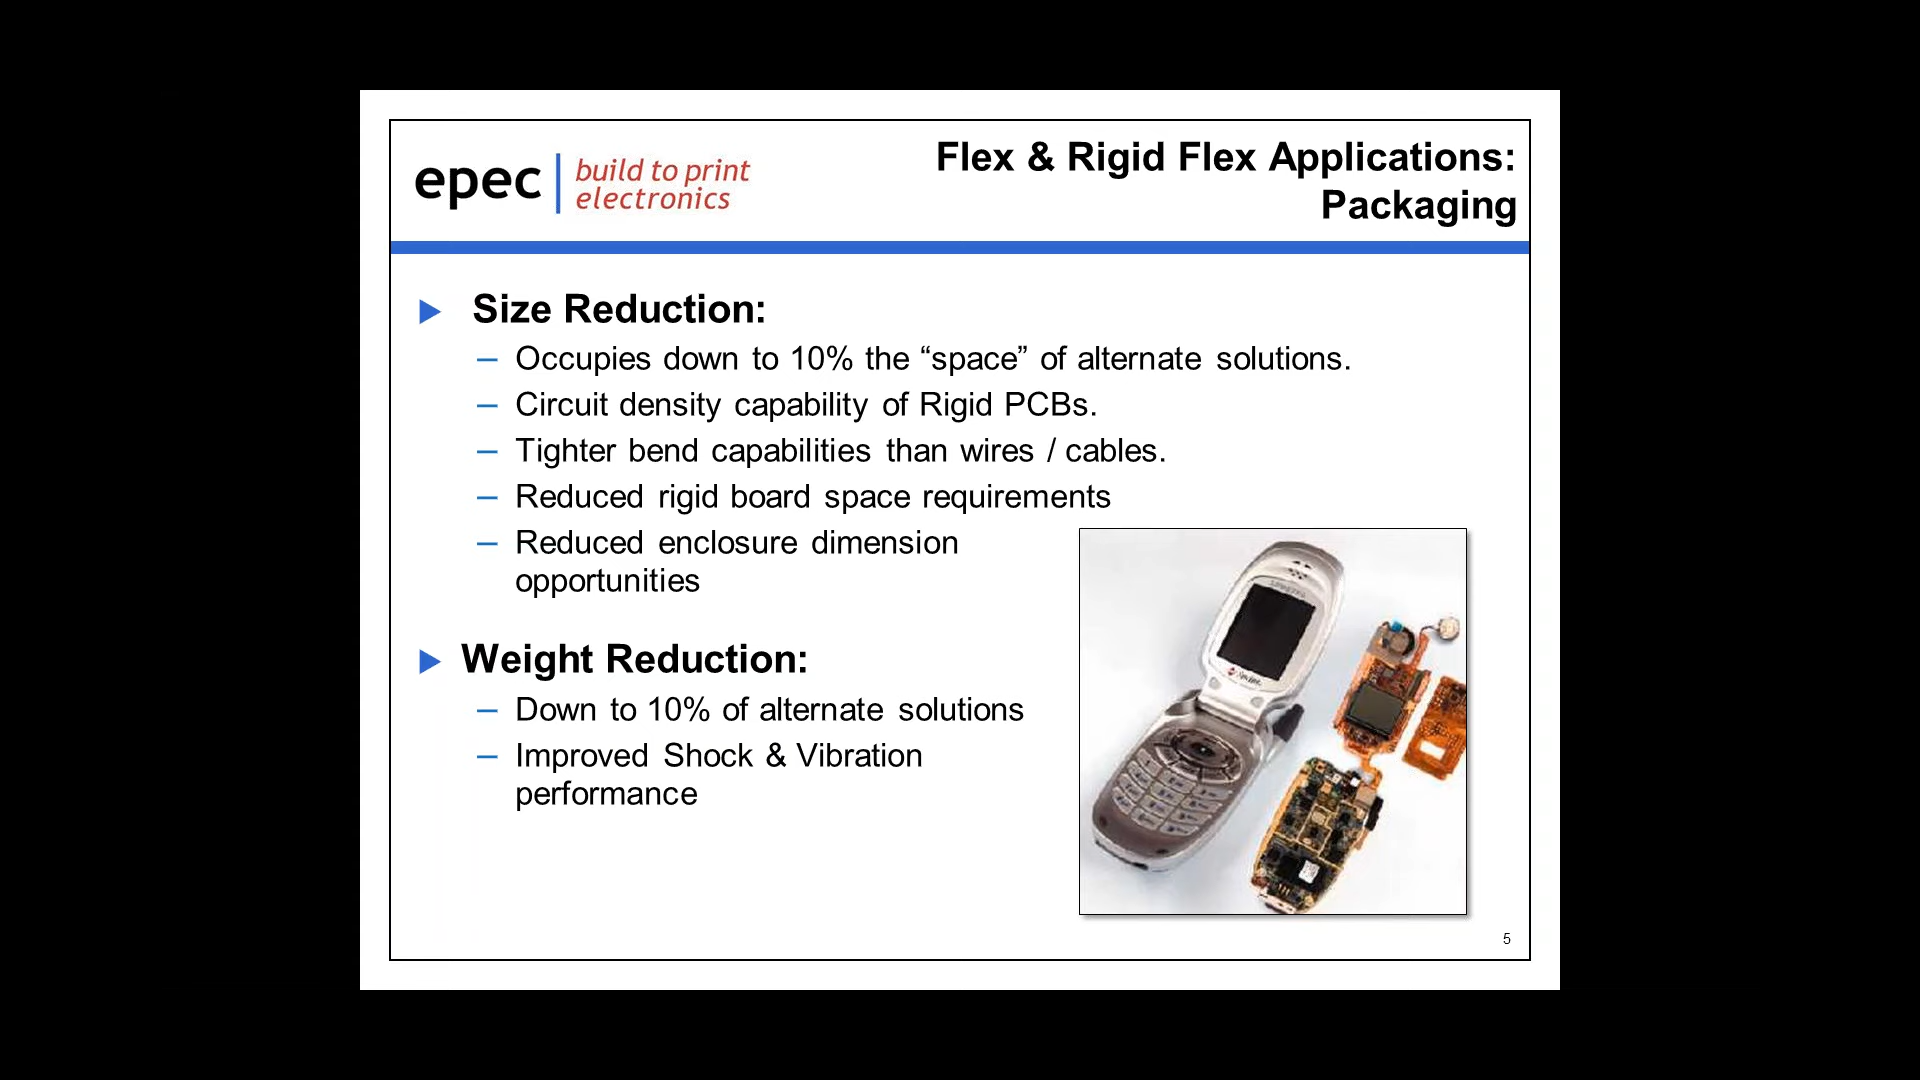 epec
build to print
electronics
Flex & Rigid Flex Applications:
Packaging
Size Reduction:
– Occupies down to 10% the “space” of alternate solutions.
– Circuit density capability of Rigid PCBs.
– Tighter bend capabilities than wires / cables.
– Reduced rigid board space requirements
– Reduced enclosure dimension
opportunities
Weight Reduction:
– Down to 10% of alternate solutions
– Improved Shock & Vibration
performance
5